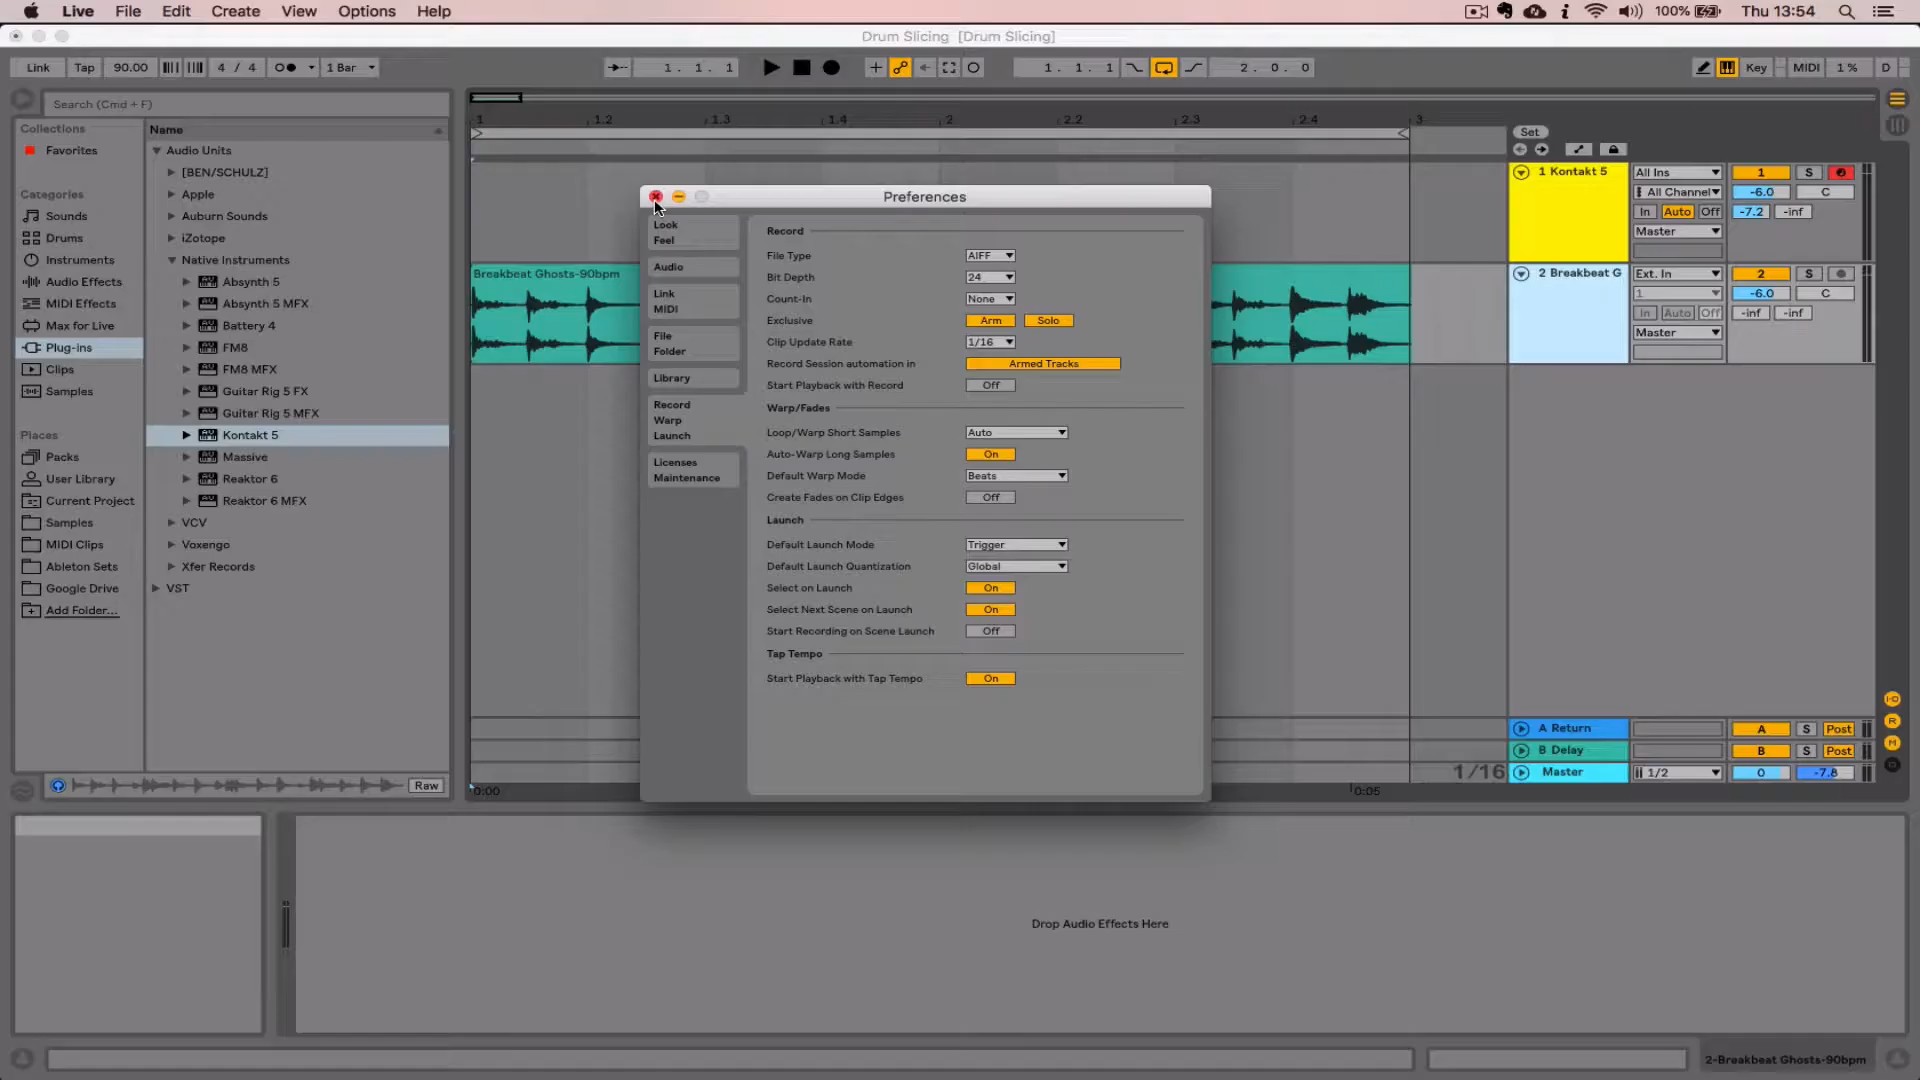 Live File Edit Create View Options Help
100% Thu 13:54
Drum Slicing [Drum Slicing]
Link Tap 90.00 4 / 4 1 Bar
1. 1. 1
1. 1. 1
2. 0. 0
Key MIDI 1 % D
Search (Cmd + F)
Collections
Favorites
Categories
Sounds
Drums
Instruments
Audio Effects
MIDI Effects
Max for Live
Plug-ins
Clips
Samples
Places
Packs
User Library
Current Project
Samples
MIDI Clips
Ableton Sets
Google Drive
Add Folder...
Name
Audio Units
[BEN/SCHULZ]
Apple
Auburn Sounds
iZotope
Native Instruments
Absynth 5
Absynth 5 MFX
Battery 4
FM8
FM8 MFX
Guitar Rig 5 FX
Guitar Rig 5 MFX
Kontakt 5
Massive
Reaktor 6
Reaktor 6 MFX
VCV
Voxengo
Xfer Records
VST
Raw
1 1.2 1.3 1.4 2 2.2 2.3 2.4 3
Breakbeat Ghosts-90bpm
Preferences
Look
Feel
Audio
Link
MIDI
File
Folder
Library
Record
Warp
Launch
Licenses
Maintenance
Record
File Type AIFF
Bit Depth 24
Count-In None
Exclusive Arm Solo
Clip Update Rate 1/16
Record Session automation in Armed Tracks
Start Playback with Record Off
Warp/Fades
Loop/Warp Short Samples Auto
Auto-Warp Long Samples On
Default Warp Mode Beats
Create Fades on Clip Edges Off
Launch
Default Launch Mode Trigger
Default Launch Quantization Global
Select on Launch On
Select Next Scene on Launch On
Start Recording on Scene Launch Off
Tap Tempo
Start Playback with Tap Tempo On
Set
1 Kontakt 5 All Ins 1 S
All Channel -6.0 C
In Auto Off -7.2 -inf
Master
2 Breakbeat G Ext. In 2 S
1 -6.0 C
In Auto Off -inf -inf
Master
A Return A S Post
B Delay B S Post
1/16 Master 1/2 0 -7.8
0:00 0:05
Drop Audio Effects Here
2-Breakbeat Ghosts-90bpm